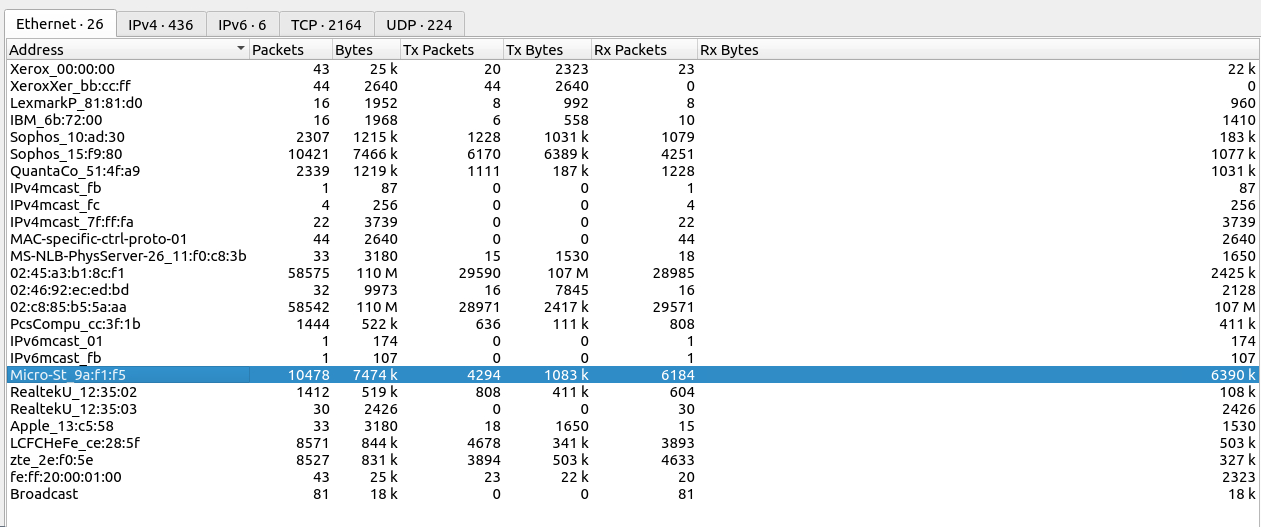 Ethernet · 26 IPv4 · 436 IPv6 · 6 TCP · 2164 UDP · 224
Address Packets Bytes Tx Packets Tx Bytes Rx Packets Rx Bytes
Xerox_00:00:00 43 25 k 20 2323 23 22 k
XeroxXer_bb:cc:ff 44 2640 44 2640 0 0
LexmarkP_81:81:d0 16 1952 8 992 8 960
IBM_6b:72:00 16 1968 6 558 10 1410
Sophos_10:ad:30 2307 1215 k 1228 1031 k 1079 183 k
Sophos_15:f9:80 10421 7466 k 6170 6389 k 4251 1077 k
QuantaCo_51:4f:a9 2339 1219 k 1111 187 k 1228 1031 k
IPv4mcast_fb 1 87 0 0 1 87
IPv4mcast_fc 4 256 0 0 4 256
IPv4mcast_7f:ff:fa 22 3739 0 0 22 3739
MAC-specific-ctrl-proto-01 44 2640 0 0 44 2640
MS-NLB-PhysServer-26_11:f0:c8:3b 33 3180 15 1530 18 1650
02:45:a3:b1:8c:f1 58575 110 M 29590 107 M 28985 2425 k
02:46:92:ec:ed:bd 32 9973 16 7845 16 2128
02:c8:85:b5:5a:aa 58542 110 M 28971 2417 k 29571 107 M
PcsCompu_cc:3f:1b 1444 522 k 636 111 k 808 411 k
IPv6mcast_01 1 174 0 0 1 174
IPv6mcast_fb 1 107 0 0 1 107
Micro-St_9a:f1:f5 10478 7474 k 4294 1083 k 6184 6390 k
RealtekU_12:35:02 1412 519 k 808 411 k 604 108 k
RealtekU_12:35:03 30 2426 0 0 30 2426
Apple_13:c5:58 33 3180 18 1650 15 1530
LCFCHeFe_ce:28:5f 8571 844 k 4678 341 k 3893 503 k
zte_2e:f0:5e 8527 831 k 3894 503 k 4633 327 k
fe:ff:20:00:01:00 43 25 k 23 22 k 20 2323
Broadcast 81 18 k 0 0 81 18 k